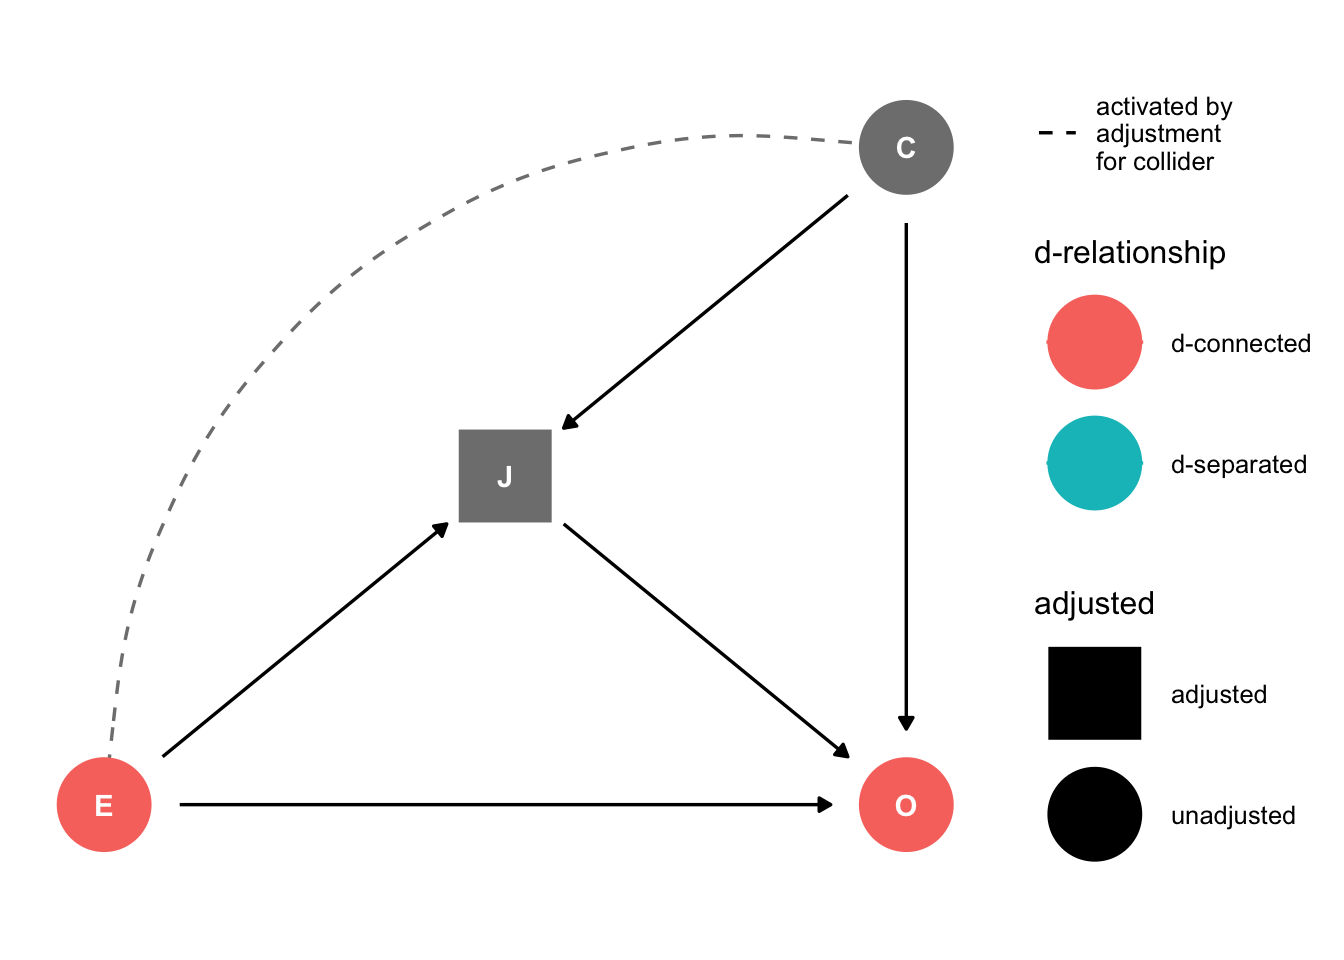 C
J
E
O
activated by
adjustment
for collider
d-relationship
d-connected
d-separated
adjusted
adjusted
unadjusted